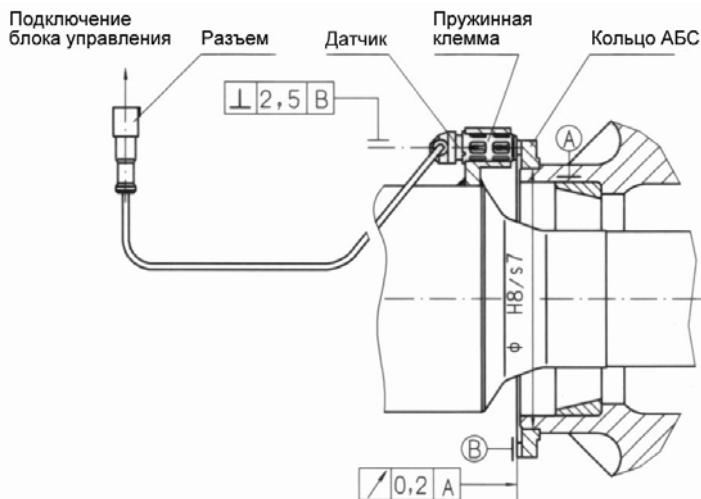 Подключение
блока управления
Разъем
Датчик
Пружинная
клемма
Кольцо АБС
⊥ 2,5 B
A
ϕ H8/s7
B
↗ 0,2 A